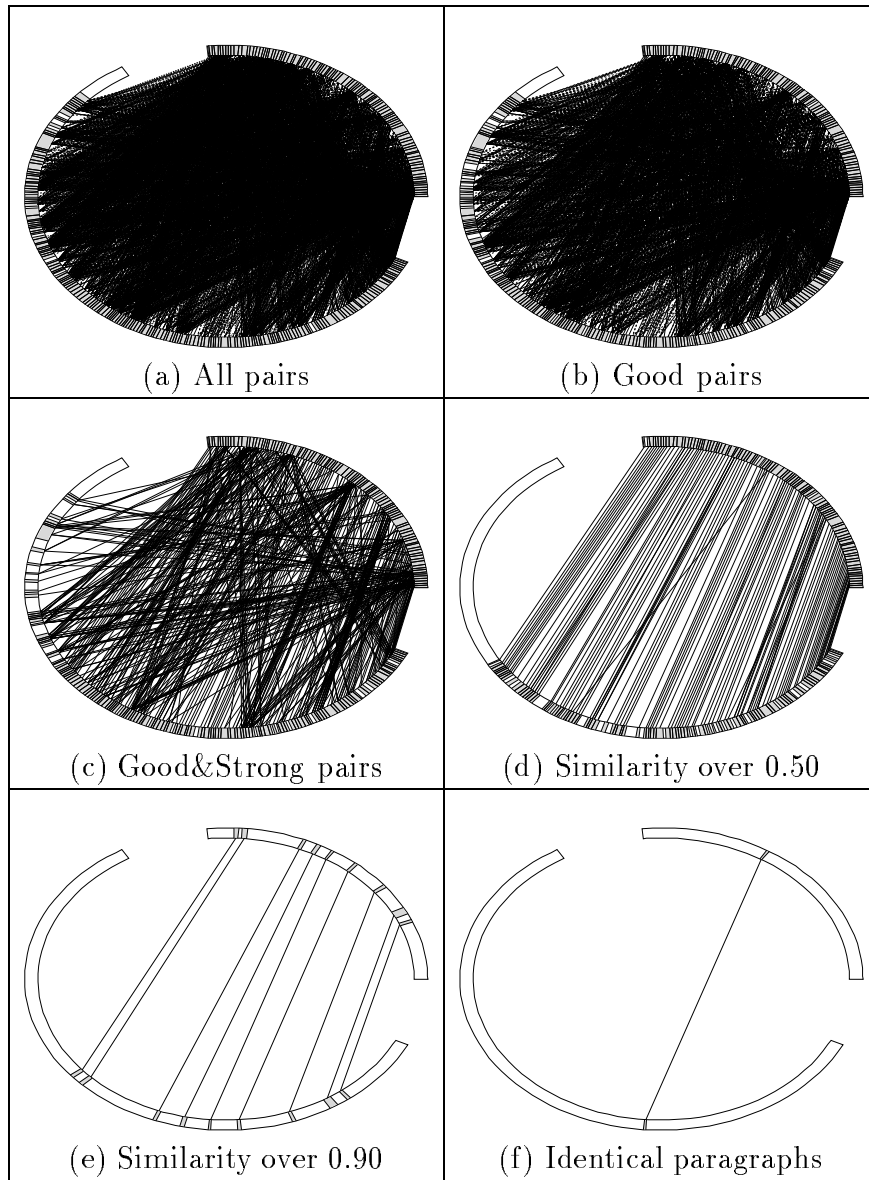 (a) All pairs
(b) Good pairs
(c) Good&Strong pairs
(d) Similarity over 0.50
(e) Similarity over 0.90
(f) Identical paragraphs